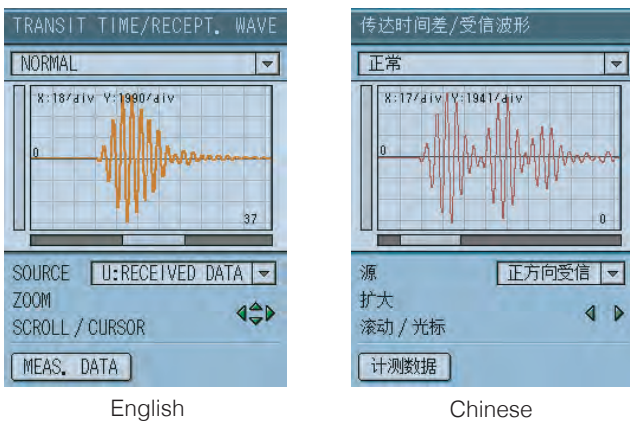 TRANSIT TIME/RECEPT. WAVE
NORMAL
X:18/div Y:1990/div
0
37
SOURCE U:RECEIVED DATA
ZOOM
SCROLL / CURSOR
MEAS. DATA
English
传达时间差/受信波形
正常
X:17/div Y:1941/div
0
0
源 正方向受信
扩大
滚动 / 光标
计测数据
Chinese